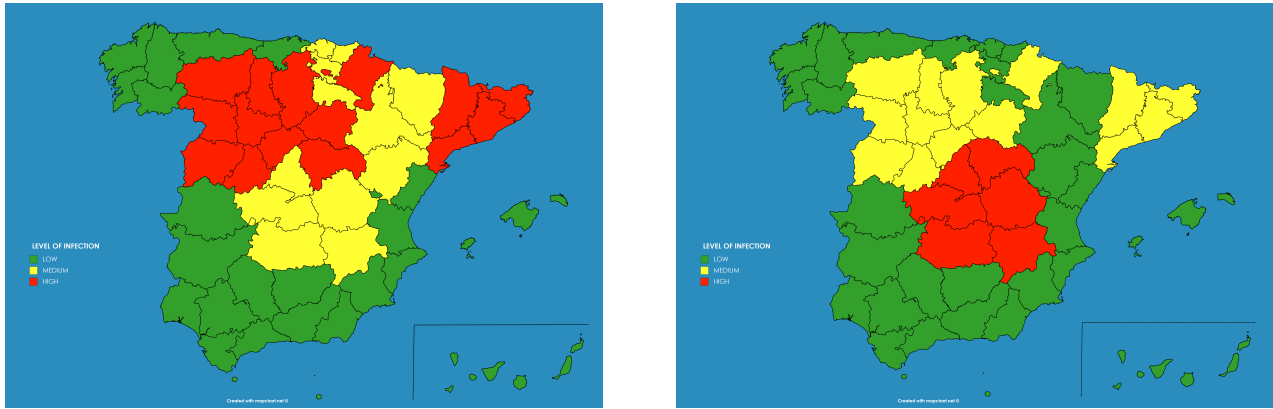 LEVEL OF INFECTION
LOW
MEDIUM
HIGH
Created with mapchart.net ©
LEVEL OF INFECTION
LOW
MEDIUM
HIGH
Created with mapchart.net ©